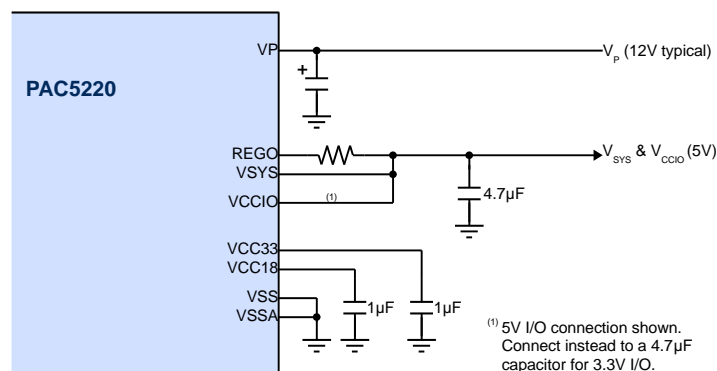 VP
V_P (12V typical)
+
PAC5220
REGO
VSYS
V_SYS & V_CCIO (5V)
VCCIO
(1)
4.7µF
VCC33
VCC18
VSS
VSSA
1µF
1µF
(1) 5V I/O connection shown.
Connect instead to a 4.7µF
capacitor for 3.3V I/O.